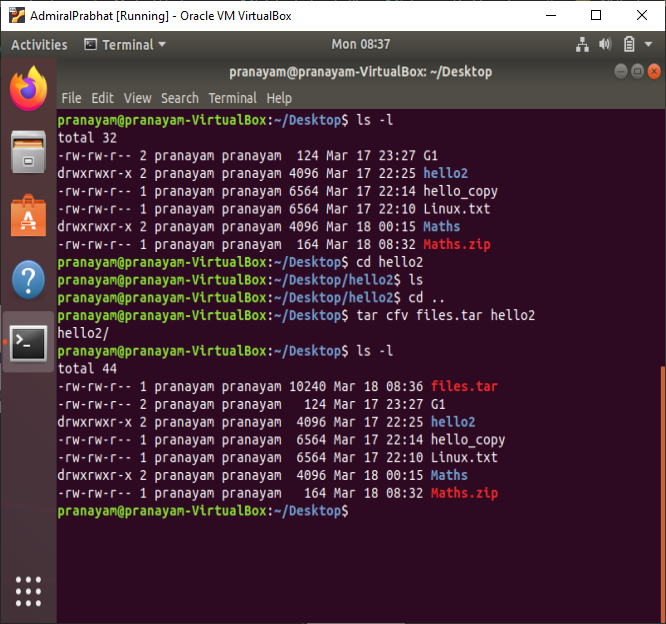 AdmiralPrabhat [Running] - Oracle VM VirtualBox
Activities Terminal Mon 08:37
pranayam@pranayam-VirtualBox: ~/Desktop
File Edit View Search Terminal Help
pranayam@pranayam-VirtualBox:~/Desktop$ ls -l
total 32
-rw-rw-r-- 2 pranayam pranayam  124 Mar 17 23:27 G1
drwxrwxr-x 2 pranayam pranayam 4096 Mar 17 22:25 hello2
-rw-rw-r-- 1 pranayam pranayam 6564 Mar 17 22:14 hello_copy
-rw-rw-r-- 1 pranayam pranayam 6564 Mar 17 22:10 Linux.txt
drwxrwxr-x 2 pranayam pranayam 4096 Mar 18 00:15 Maths
-rw-rw-r-- 1 pranayam pranayam  164 Mar 18 08:32 Maths.zip
pranayam@pranayam-VirtualBox:~/Desktop$ cd hello2
pranayam@pranayam-VirtualBox:~/Desktop/hello2$ ls
pranayam@pranayam-VirtualBox:~/Desktop/hello2$ cd ..
pranayam@pranayam-VirtualBox:~/Desktop$ tar cfv files.tar hello2
hello2/
pranayam@pranayam-VirtualBox:~/Desktop$ ls -l
total 44
-rw-rw-r-- 1 pranayam pranayam 10240 Mar 18 08:36 files.tar
-rw-rw-r-- 2 pranayam pranayam   124 Mar 17 23:27 G1
drwxrwxr-x 2 pranayam pranayam  4096 Mar 17 22:25 hello2
-rw-rw-r-- 1 pranayam pranayam  6564 Mar 17 22:14 hello_copy
-rw-rw-r-- 1 pranayam pranayam  6564 Mar 17 22:10 Linux.txt
drwxrwxr-x 2 pranayam pranayam  4096 Mar 18 00:15 Maths
-rw-rw-r-- 1 pranayam pranayam   164 Mar 18 08:32 Maths.zip
pranayam@pranayam-VirtualBox:~/Desktop$